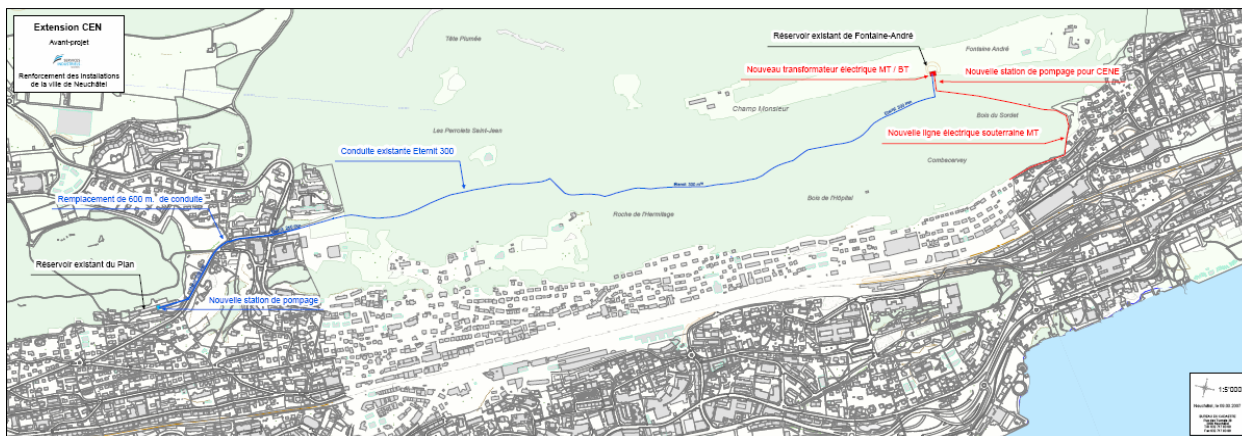 Extension CEN
Avant-projet
Renforcement des installations
de la ville de Neuchâtel
Tête Plumée
Réservoir existant de Fontaine-André
Fontaine André
Nouveau transformateur électrique MT / BT
Nouvelle station de pompage pour CENE
Champ Monsieur
Bois du Sordet
Les Perrolets Saint-Jean
Nouvelle ligne électrique souterraine MT
Conduite existante Eternit 300
Combacervey
Remplacement de 600 m. de conduite
Bois de l'Hôpital
Roche de l'Hermitage
Réservoir existant du Plan
Nouvelle station de pompage
1:5'000